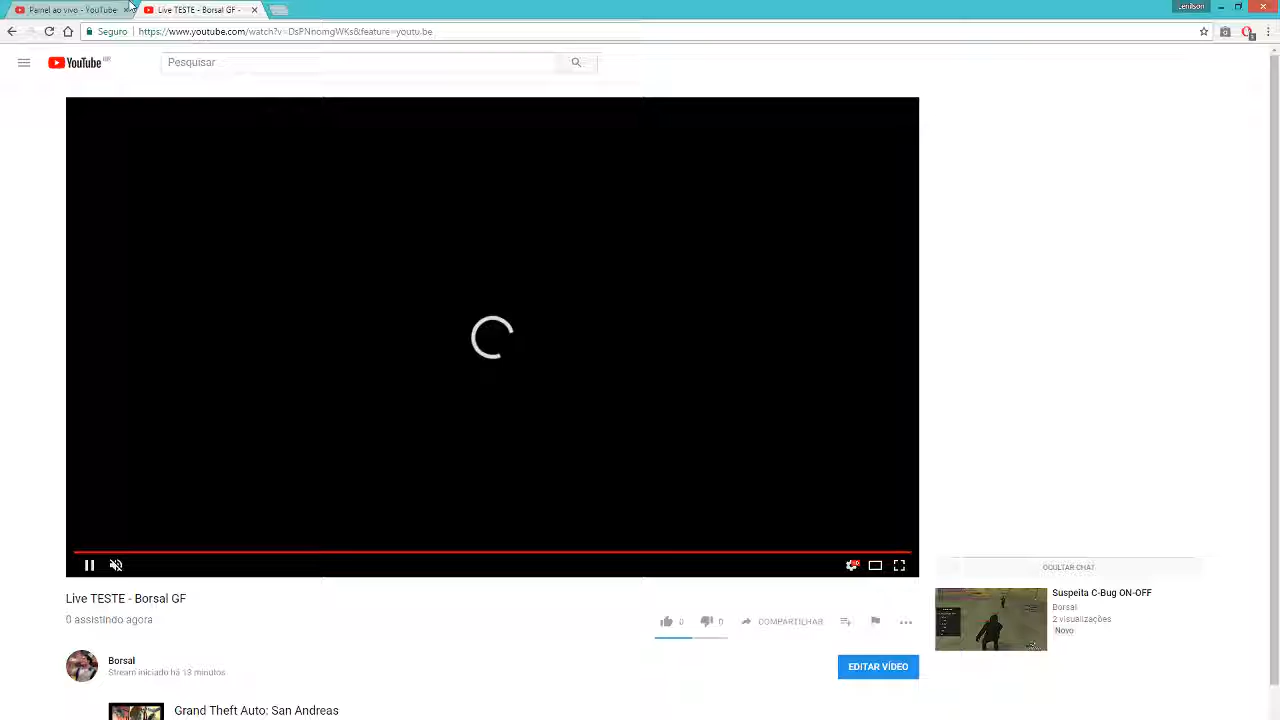 Painel ao vivo - YouTube
Live TESTE - Borsal GF -
Lenilson
Seguro
https://www.youtube.com/watch?v=DsPNnomgWKs&feature=youtu.be
YouTube BR
Pesquisar
OCULTAR CHAT
Live TESTE - Borsal GF
0 assistindo agora
0
0
COMPARTILHAR
Suspeita C-Bug ON-OFF
Borsal
2 visualizações
Novo
Borsal
Stream iniciado há 13 minutos
EDITAR VÍDEO
Grand Theft Auto: San Andreas